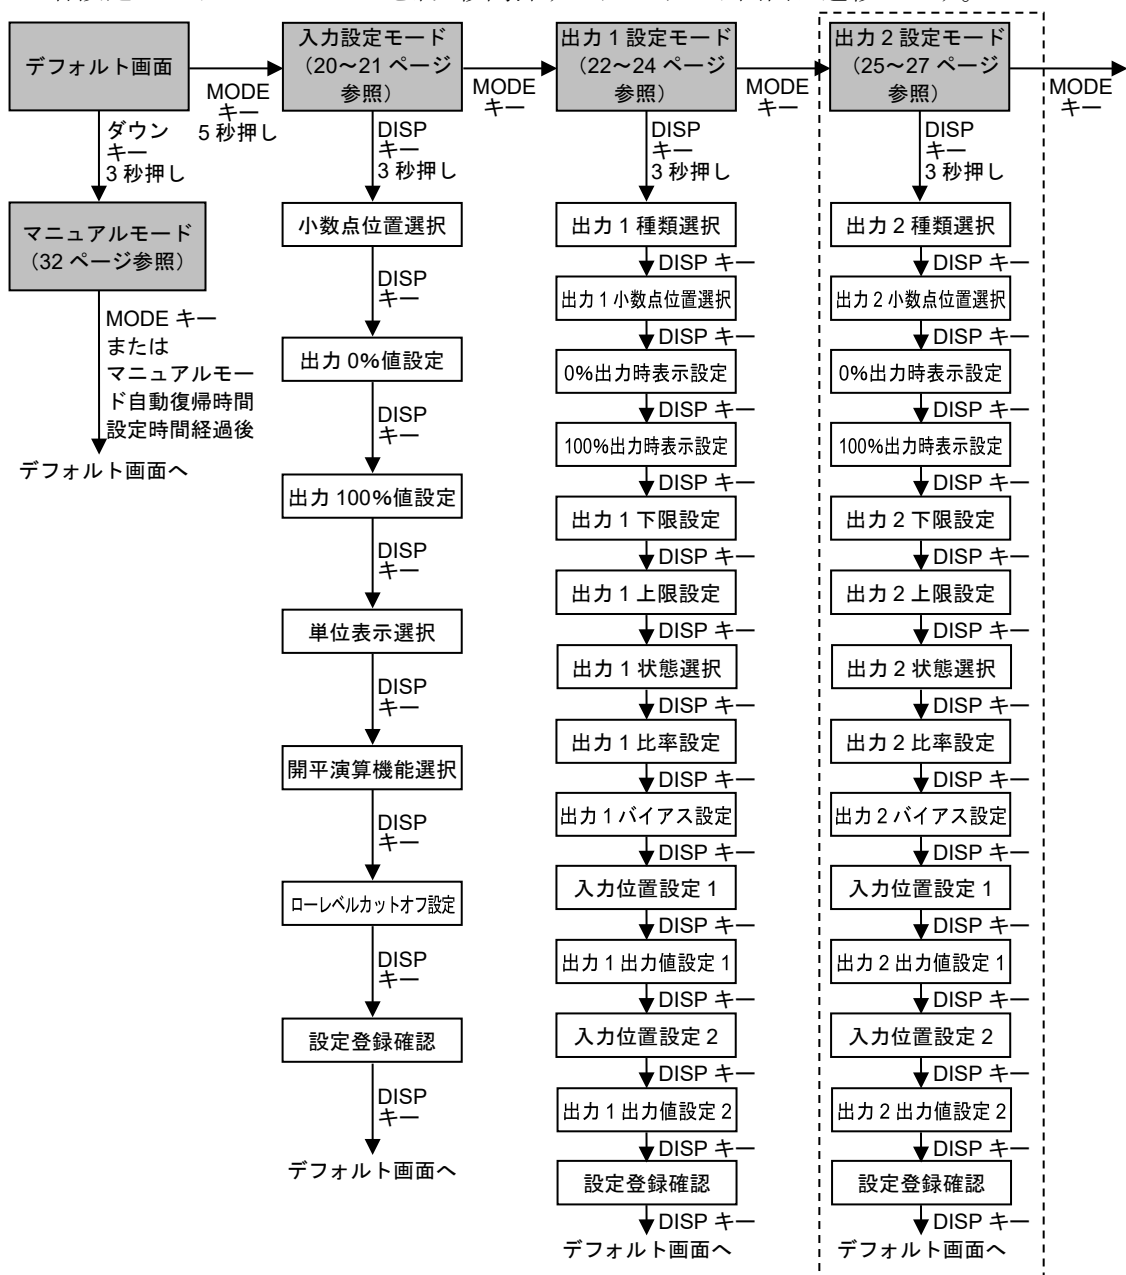 デフォルト画面
MODE
キー
5 秒押し
ダウン
キー
3 秒押し
マニュアルモード
（32 ページ参照）
MODE キー
または
マニュアルモー
ド自動復帰時間
設定時間経過後
デフォルト画面へ
入力設定モード
（20～21 ページ
参照）
MODE
キー
DISP
キー
3 秒押し
小数点位置選択
DISP
キー
出力 0%値設定
DISP
キー
出力 100%値設定
DISP
キー
単位表示選択
DISP
キー
開平演算機能選択
DISP
キー
ローレベルカットオフ設定
DISP
キー
設定登録確認
DISP
キー
デフォルト画面へ
出力 1 設定モード
（22～24 ページ
参照）
MODE
キー
DISP
キー
3 秒押し
出力 1 種類選択
DISP キー
出力 1 小数点位置選択
DISP キー
0%出力時表示設定
DISP キー
100%出力時表示設定
DISP キー
出力 1 下限設定
DISP キー
出力 1 上限設定
DISP キー
出力 1 状態選択
DISP キー
出力 1 比率設定
DISP キー
出力 1 バイアス設定
DISP キー
入力位置設定 1
DISP キー
出力 1 出力値設定 1
DISP キー
入力位置設定 2
DISP キー
出力 1 出力値設定 2
DISP キー
設定登録確認
DISP キー
デフォルト画面へ
出力 2 設定モード
（25～27 ページ
参照）
MODE
キー
DISP
キー
3 秒押し
出力 2 種類選択
DISP キー
出力 2 小数点位置選択
DISP キー
0%出力時表示設定
DISP キー
100%出力時表示設定
DISP キー
出力 2 下限設定
DISP キー
出力 2 上限設定
DISP キー
出力 2 状態選択
DISP キー
出力 2 比率設定
DISP キー
出力 2 バイアス設定
DISP キー
入力位置設定 1
DISP キー
出力 2 出力値設定 1
DISP キー
入力位置設定 2
DISP キー
出力 2 出力値設定 2
DISP キー
設定登録確認
DISP キー
デフォルト画面へ